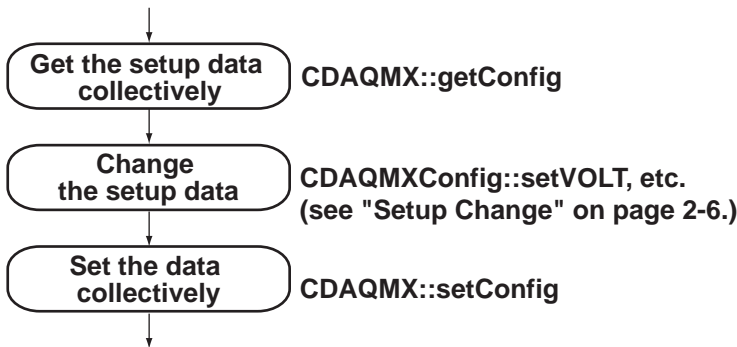 Get the setup data
collectively
CDAQMX::getConfig
Change
the setup data
CDAQMXConfig::setVOLT, etc.
(see "Setup Change" on page 2-6.)
Set the data
collectively
CDAQMX::setConfig